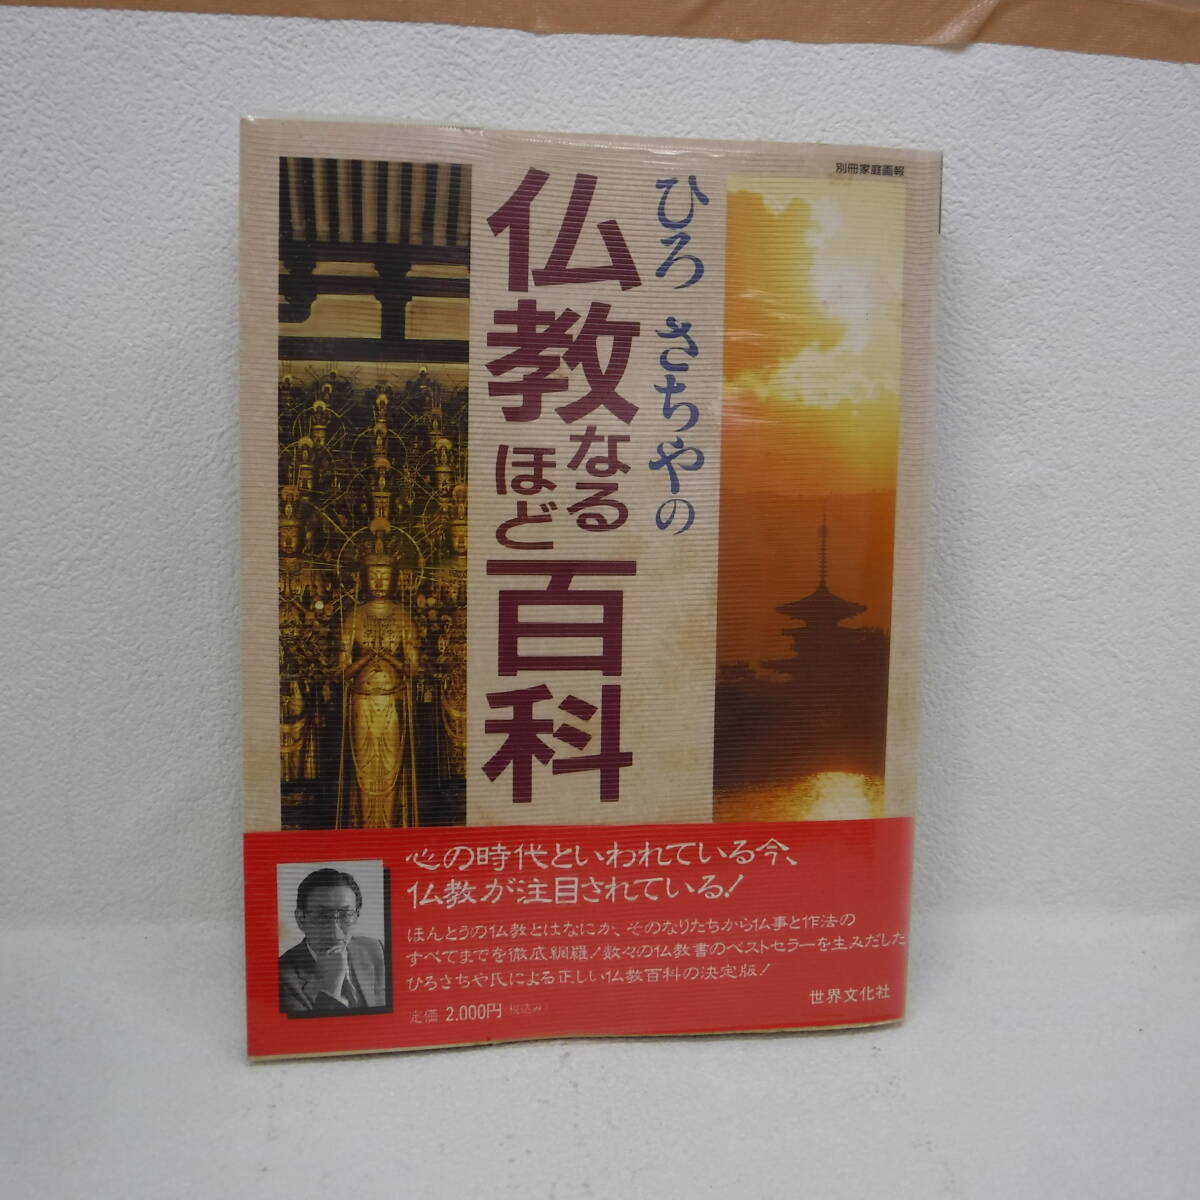 別冊家庭画報
ひろ さちやの
仏教なるほど百科
心の時代といわれている今、
仏教が注目されている!
ほんとうの仏教とはなにか、そのなりたちから仏事と作法の
すべてまでを徹底網羅!数々の仏教書のベストセラーを生みだした
ひろさちや氏による正しい仏教百科の決定版!
定価 2,000円(税込み)
世界文化社